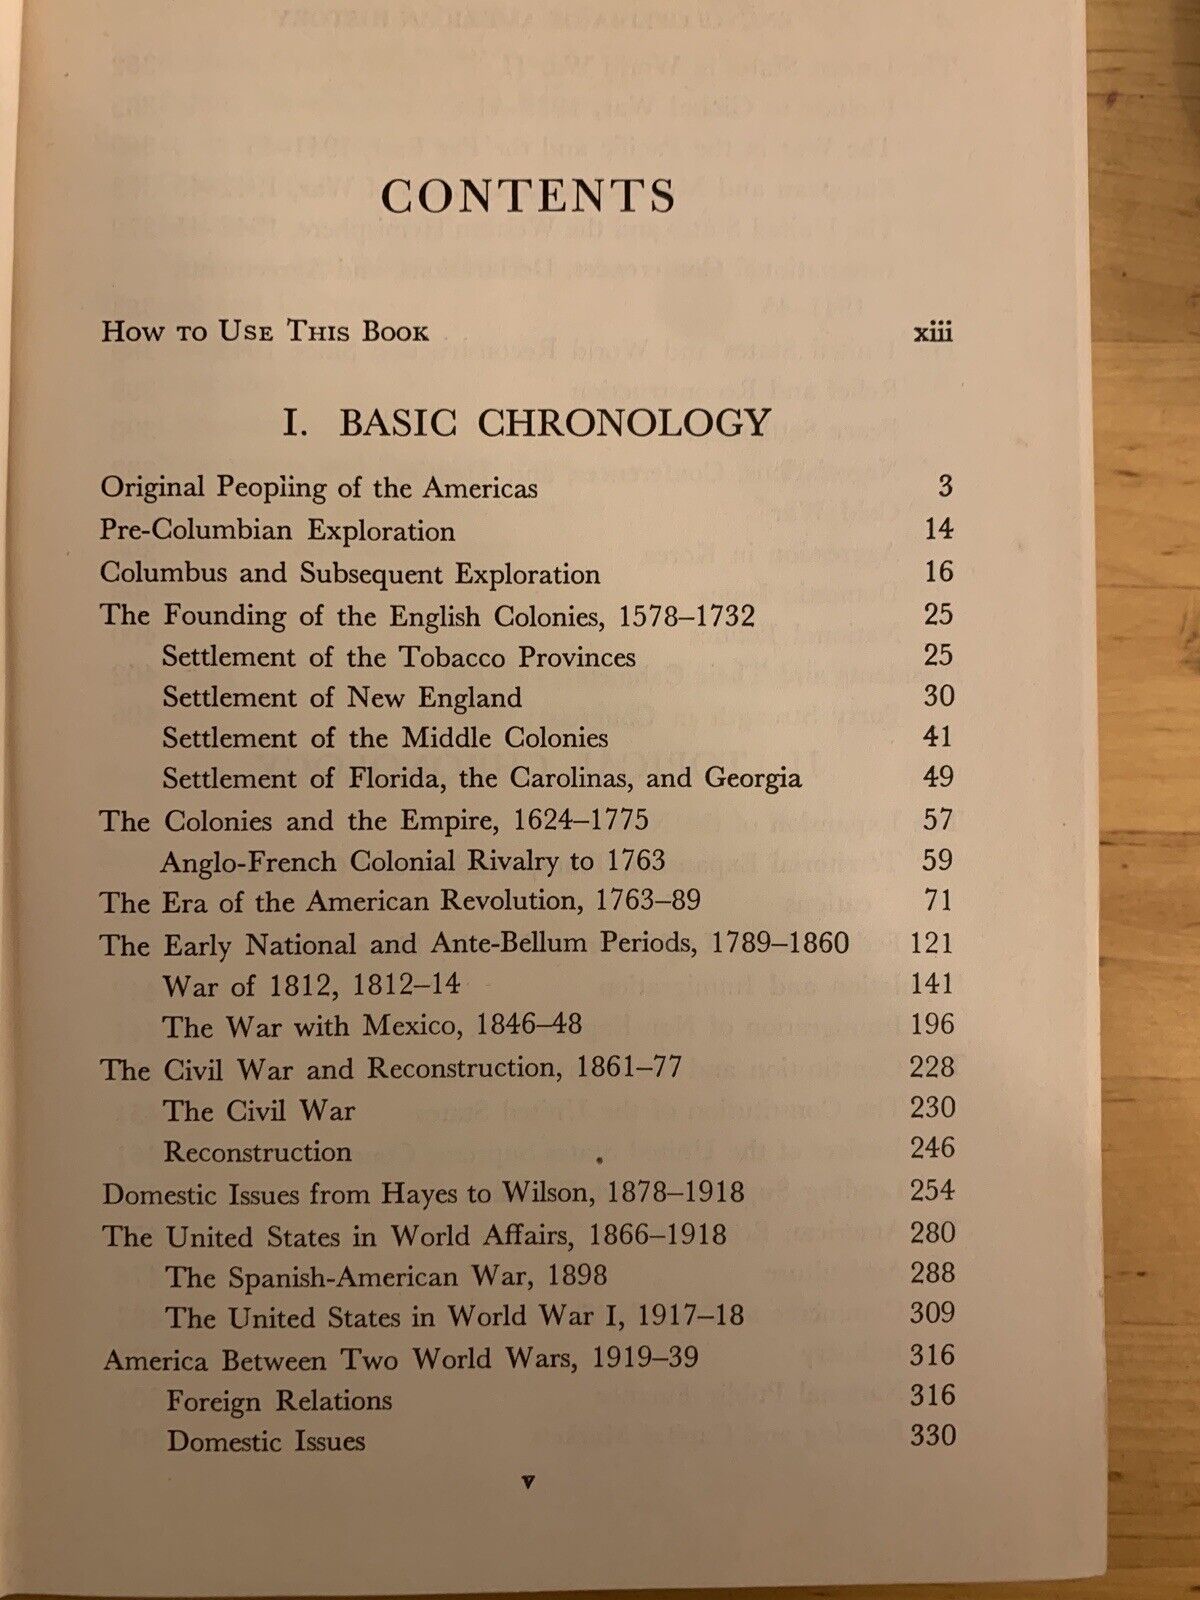 CONTENTS
How to Use This Book xiii
I. BASIC CHRONOLOGY
Original Peopling of the Americas 3
Pre-Columbian Exploration 14
Columbus and Subsequent Exploration 16
The Founding of the English Colonies, 1578–1732 25
Settlement of the Tobacco Provinces 25
Settlement of New England 30
Settlement of the Middle Colonies 41
Settlement of Florida, the Carolinas, and Georgia 49
The Colonies and the Empire, 1624–1775 57
Anglo-French Colonial Rivalry to 1763 59
The Era of the American Revolution, 1763–89 71
The Early National and Ante-Bellum Periods, 1789–1860 121
War of 1812, 1812–14 141
The War with Mexico, 1846–48 196
The Civil War and Reconstruction, 1861–77 228
The Civil War 230
Reconstruction 246
Domestic Issues from Hayes to Wilson, 1878–1918 254
The United States in World Affairs, 1866–1918 280
The Spanish-American War, 1898 288
The United States in World War I, 1917–18 309
America Between Two World Wars, 1919–39 316
Foreign Relations 316
Domestic Issues 330
v